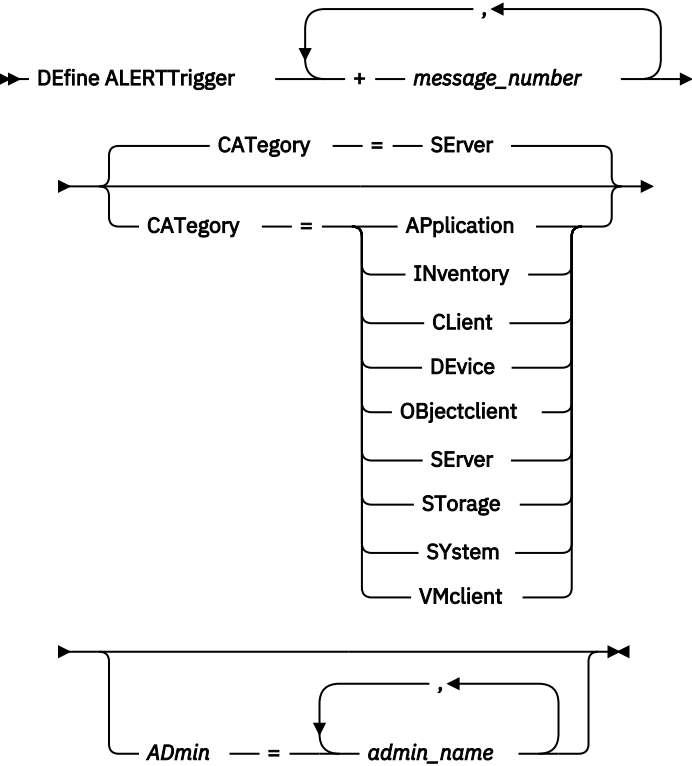 ,
DEfine ALERTTrigger + message_number
CATegory = SErver
CATegory = APplication
INventory
CLient
DEvice
OBjectclient
SErver
STorage
SYstem
VMclient
,
ADmin = admin_name